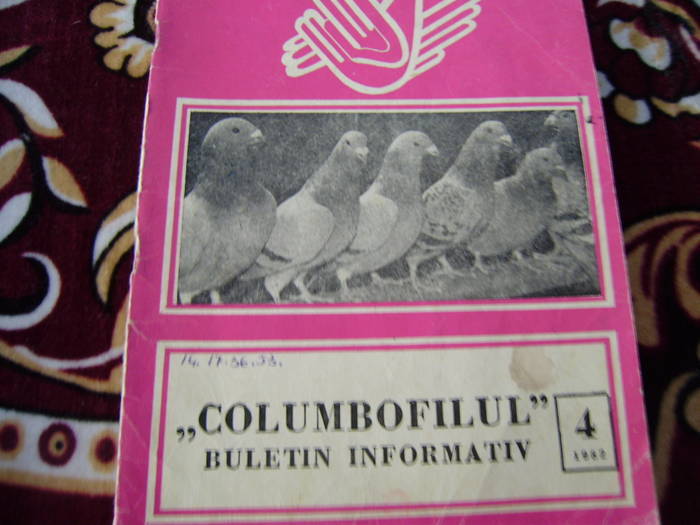 14. 17. 36. 33.
„COLUMBOFILUL”
BULETIN INFORMATIV
4
1982